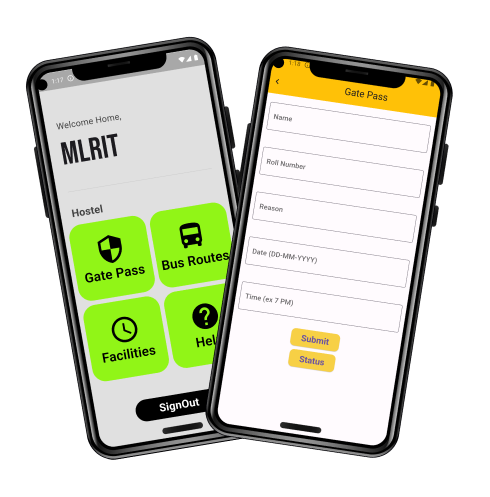 1:17
Welcome Home,
MLRIT
Hostel
Gate Pass
Bus Routes
Facilities
Hel
SignOut
1:18
Gate Pass
Name
Roll Number
Reason
Date (DD-MM-YYYY)
Time (ex 7 PM)
Submit
Status